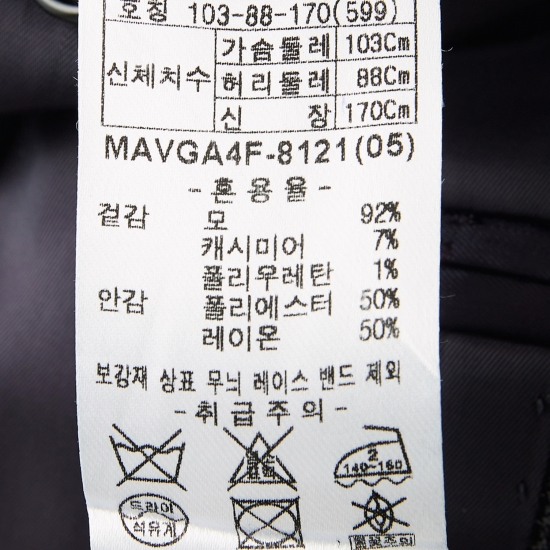 호칭 103-88-170(599)
신체치수 가슴둘레 103Cm
허리둘레 88Cm
신 장 170Cm
MAVGA4F-8121(05)
-혼용율-
겉감 모 92%
캐시미어 7%
폴리우레탄 1%
안감 폴리에스터 50%
레이온 50%
보강재 상표 무늬 레이스 밴드 제외
-취급주의-
2
140~160
드라이
석유계